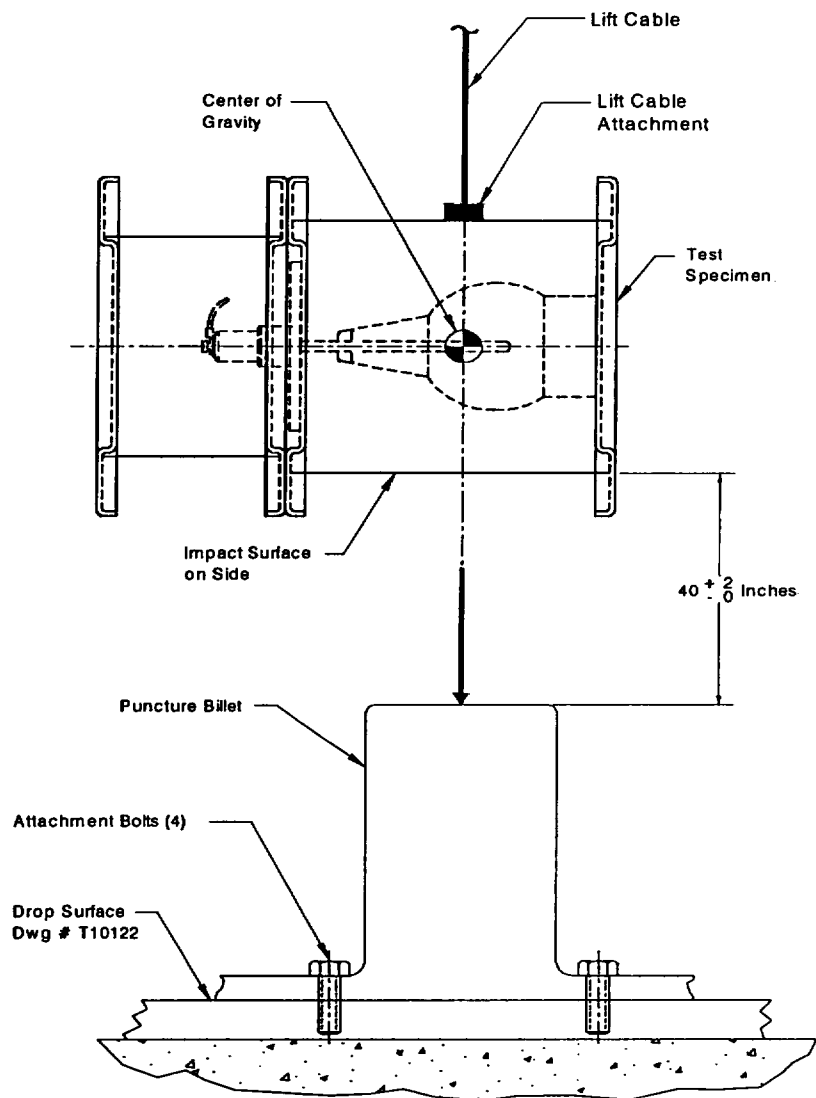 Lift Cable
Center of
Gravity
Lift Cable
Attachment
Test
Specimen
Impact Surface
on Side
40 + 2 - 0 Inches
Puncture Billet
Attachment Bolts (4)
Drop Surface
Dwg # T10122